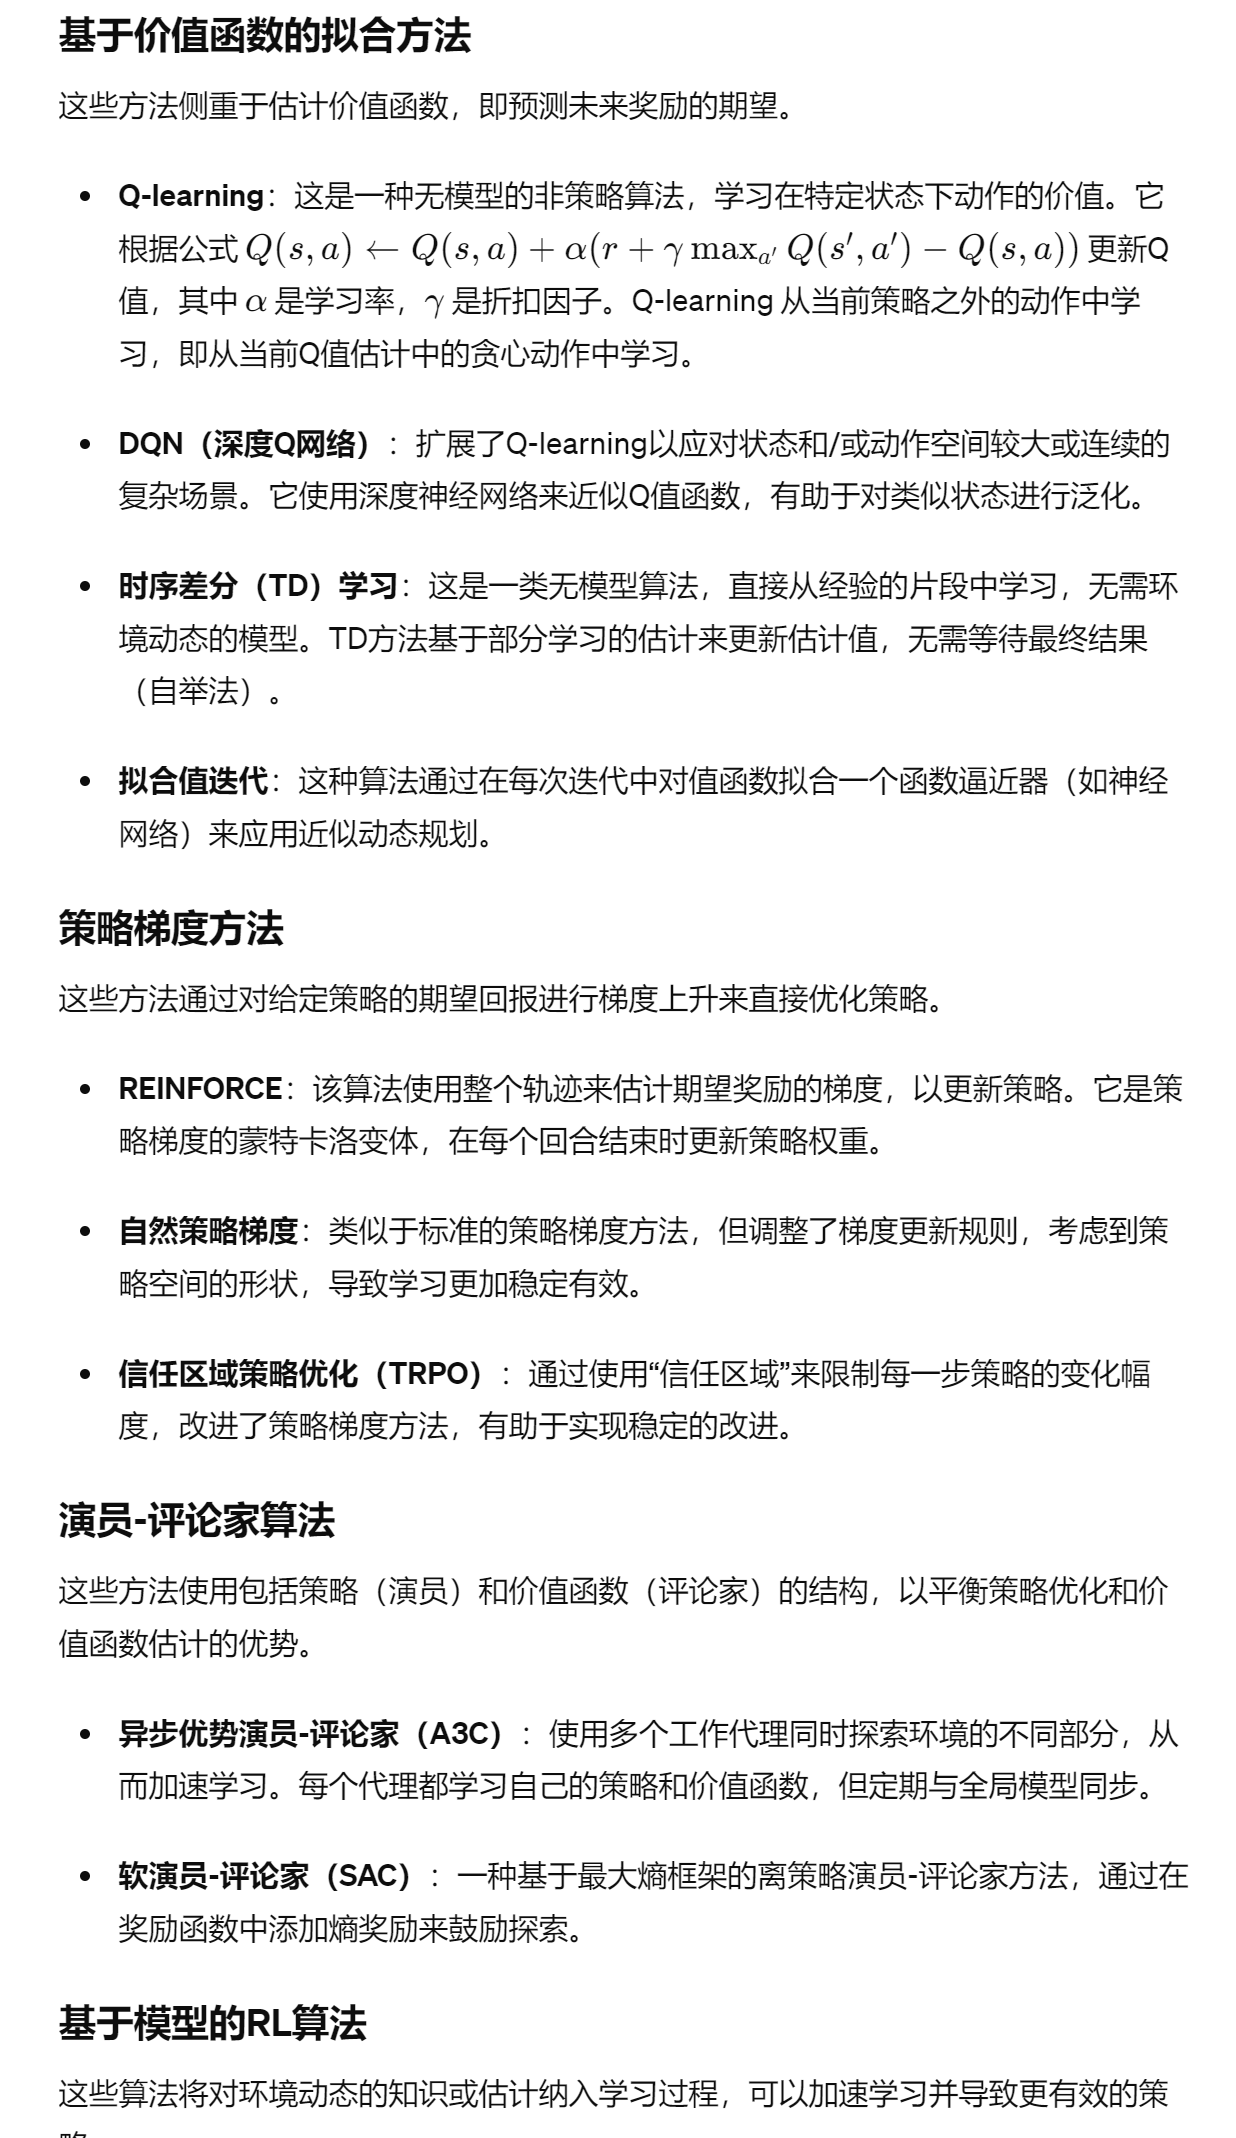 基于价值函数的拟合方法
这些方法侧重于估计价值函数，即预测未来奖励的期望。
• Q-learning：这是一种无模型的非策略算法，学习在特定状态下动作的价值。它
根据公式 Q(s, a) ← Q(s, a) + α(r + γ maxₐ′ Q(s′, a′) − Q(s, a)) 更新Q
值，其中 α 是学习率，γ 是折扣因子。Q-learning 从当前策略之外的动作中学
习，即从当前Q值估计中的贪心动作中学习。
• DQN（深度Q网络）：扩展了Q-learning以应对状态和/或动作空间较大或连续的
复杂场景。它使用深度神经网络来近似Q值函数，有助于对类似状态进行泛化。
• 时序差分（TD）学习：这是一类无模型算法，直接从经验的片段中学习，无需环
境动态的模型。TD方法基于部分学习的估计来更新估计值，无需等待最终结果
（自举法）。
• 拟合值迭代：这种算法通过在每次迭代中对值函数拟合一个函数逼近器（如神经
网络）来应用近似动态规划。
策略梯度方法
这些方法通过对给定策略的期望回报进行梯度上升来直接优化策略。
• REINFORCE：该算法使用整个轨迹来估计期望奖励的梯度，以更新策略。它是策
略梯度的蒙特卡洛变体，在每个回合结束时更新策略权重。
• 自然策略梯度：类似于标准的策略梯度方法，但调整了梯度更新规则，考虑到策
略空间的形状，导致学习更加稳定有效。
• 信任区域策略优化（TRPO）：通过使用“信任区域”来限制每一步策略的变化幅
度，改进了策略梯度方法，有助于实现稳定的改进。
演员-评论家算法
这些方法使用包括策略（演员）和价值函数（评论家）的结构，以平衡策略优化和价
值函数估计的优势。
• 异步优势演员-评论家（A3C）：使用多个工作代理同时探索环境的不同部分，从
而加速学习。每个代理都学习自己的策略和价值函数，但定期与全局模型同步。
• 软演员-评论家（SAC）：一种基于最大熵框架的离策略演员-评论家方法，通过在
奖励函数中添加熵奖励来鼓励探索。
基于模型的RL算法
这些算法将对环境动态的知识或估计纳入学习过程，可以加速学习并导致更有效的策